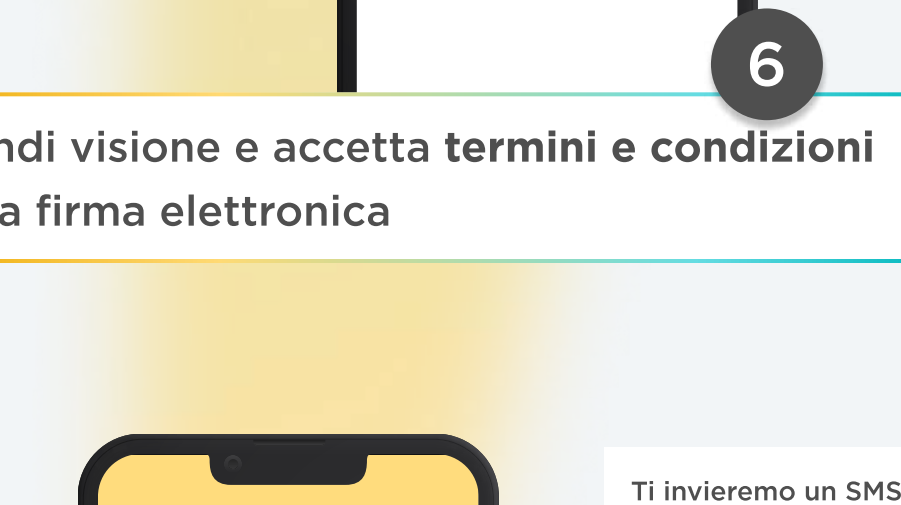 6
ndi visione e accetta termini e condizioni
a firma elettronica
Ti invieremo un SMS